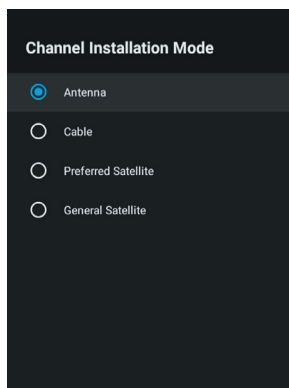 Channel Installation Mode
Antenna
Cable
Preferred Satellite
General Satellite